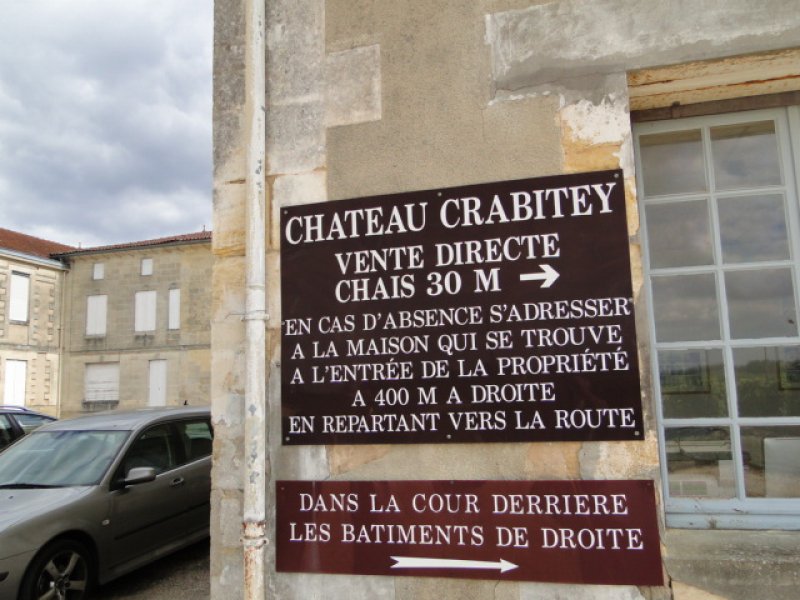 CHATEAU CRABITEY
VENTE DIRECTE
CHAIS 30 M →
EN CAS D'ABSENCE S'ADRESSER
A LA MAISON QUI SE TROUVE
A L'ENTRÉE DE LA PROPRIÉTÉ
A 400 M A DROITE
EN REPARTANT VERS LA ROUTE
DANS LA COUR DERRIERE
LES BATIMENTS DE DROITE